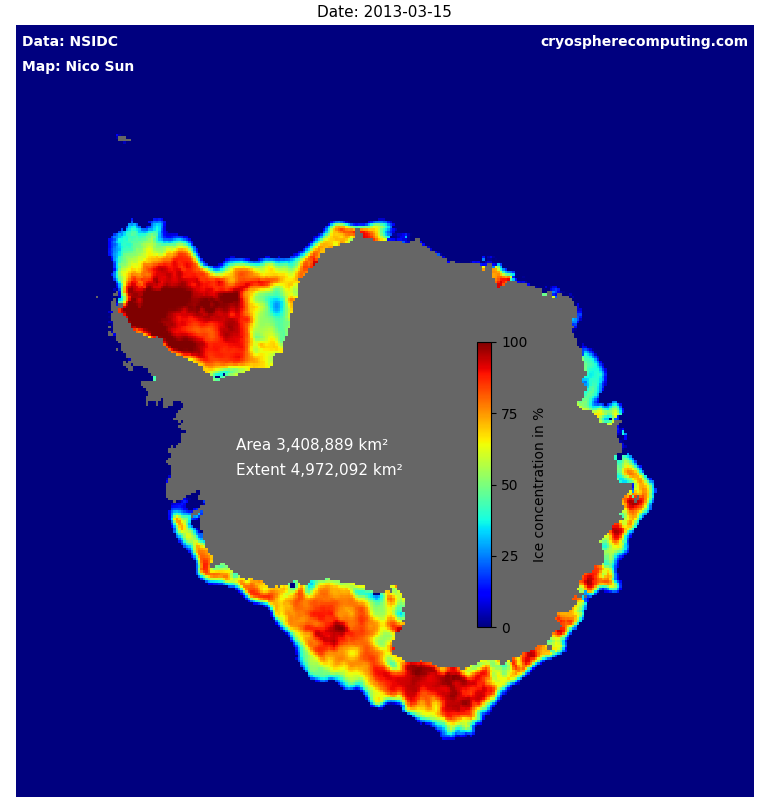 Date: 2013-03-15
Data: NSIDC
cryospherecomputing.com
Map: Nico Sun
100
75
50
25
0
Ice concentration in %
Area 3,408,889 km²
Extent 4,972,092 km²